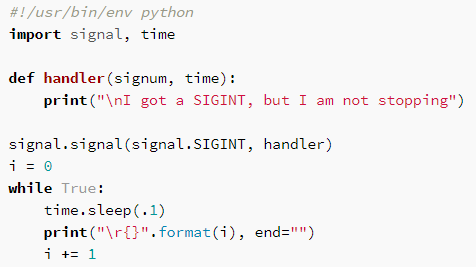 #!/usr/bin/env python
import signal, time

def handler(signum, time):
    print("\nI got a SIGINT, but I am not stopping")

signal.signal(signal.SIGINT, handler)
i = 0
while True:
    time.sleep(.1)
    print("\r{}".format(i), end="")
    i += 1